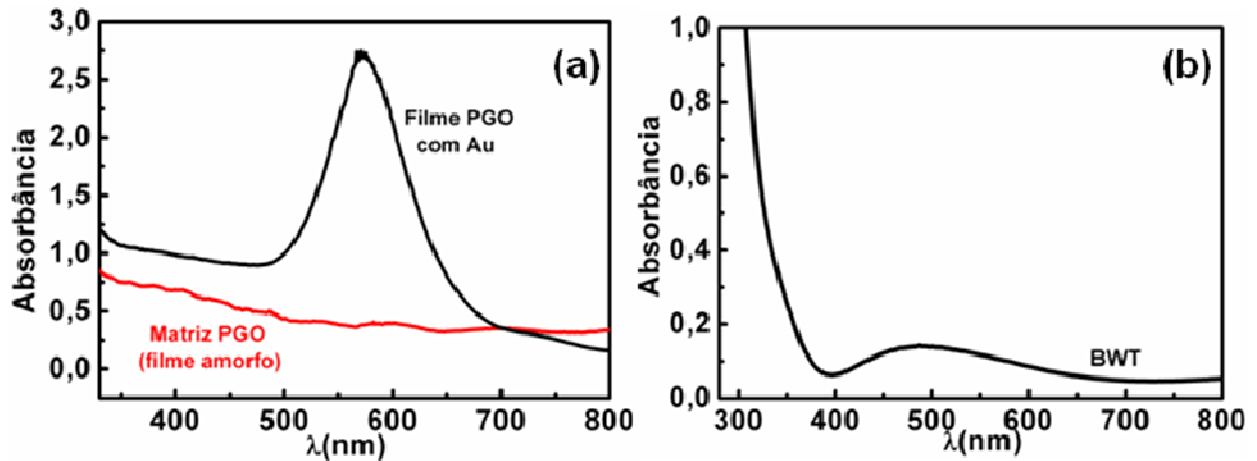 3,0
2,5
2,0
1,5
1,0
0,5
0,0
Absorbância
(a)
Filme PGO
com Au
Matriz PGO
(filme amorfo)
400 500 600 700 800
λ(nm)
1,0
0,8
0,6
0,4
0,2
0,0
Absorbância
(b)
BWT
300 400 500 600 700 800
λ(nm)